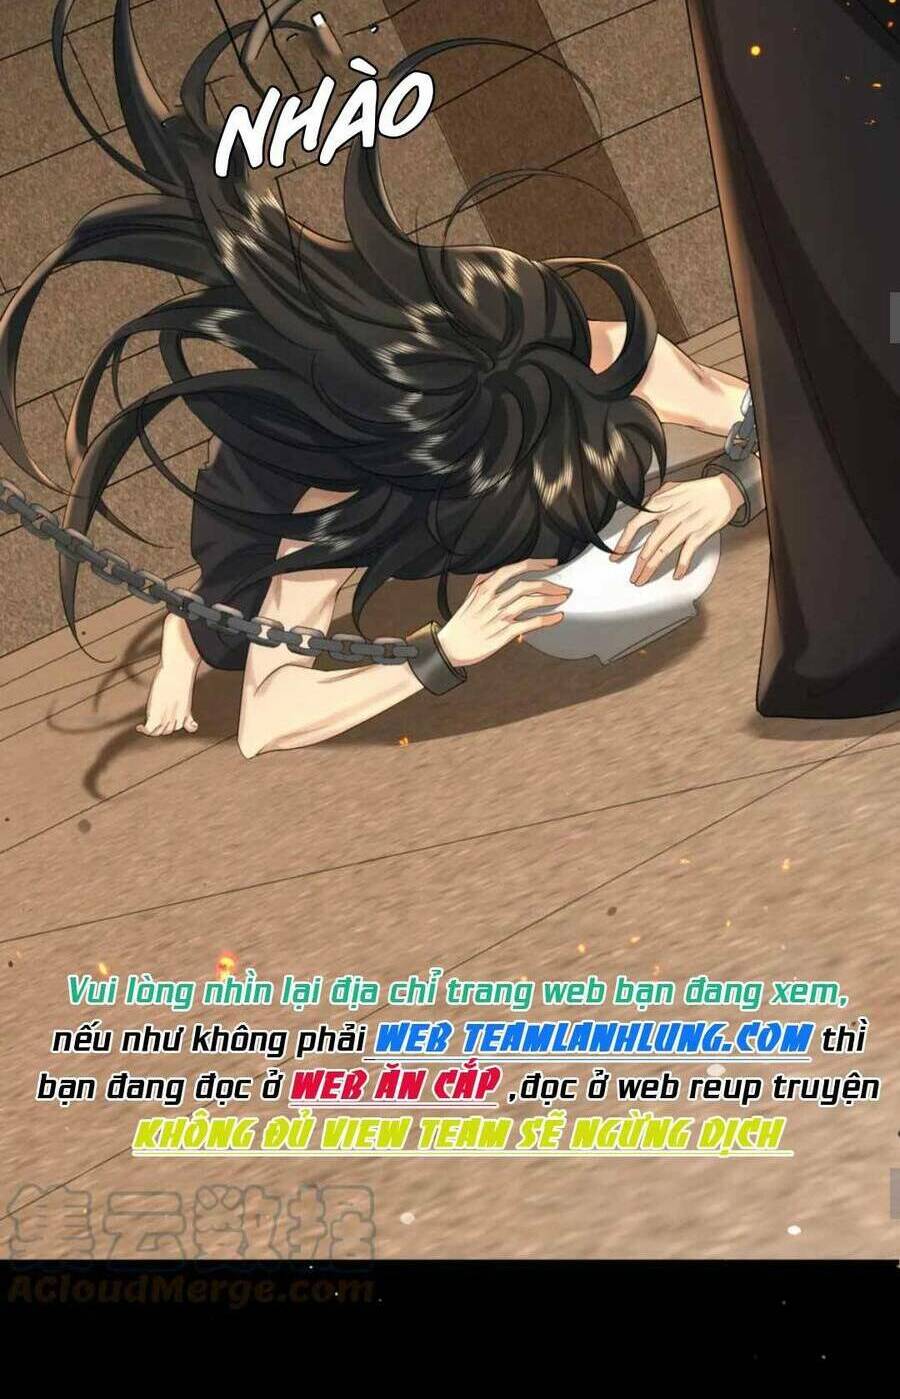 NHÀO
Vui lòng nhìn lại địa chỉ trang web bạn đang xem,
nếu như không phải WEB TEAMLANHLUNG.COM thì
bạn đang đọc ở WEB ĂN CẮP ,đọc ở web reup truyện
KHÔNG ĐỦ VIEW TEAM SẼ NGỪNG DỊCH
集云数据
ACloudMerge.com